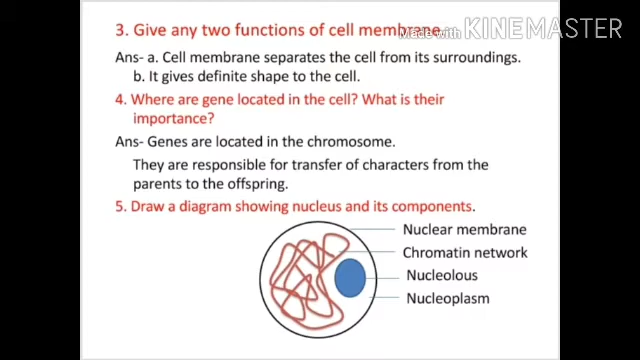 3. Give any two functions of cell membrane.
Made with KINEMASTER
Ans- a. Cell membrane separates the cell from its surroundings.
b. It gives definite shape to the cell.
4. Where are gene located in the cell? What is their
importance?
Ans- Genes are located in the chromosome.
They are responsible for transfer of characters from the
parents to the offspring.
5. Draw a diagram showing nucleus and its components.
Nuclear membrane
Chromatin network
Nucleolous
Nucleoplasm